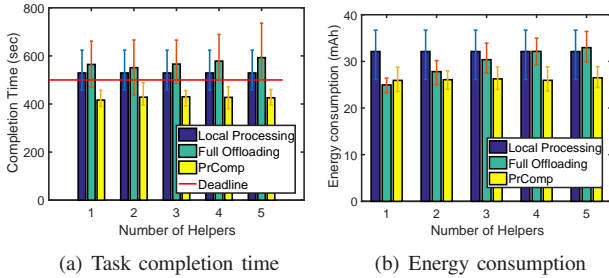 800
600
400
200
0
Completion Time (sec)
Local Processing
Full Offloading
PrComp
Deadline
1 2 3 4 5
Number of Helpers
(a) Task completion time
40
30
20
10
0
Energy consumption (mAh)
Local Processing
Full Offloading
PrComp
1 2 3 4 5
Number of Helpers
(b) Energy consumption